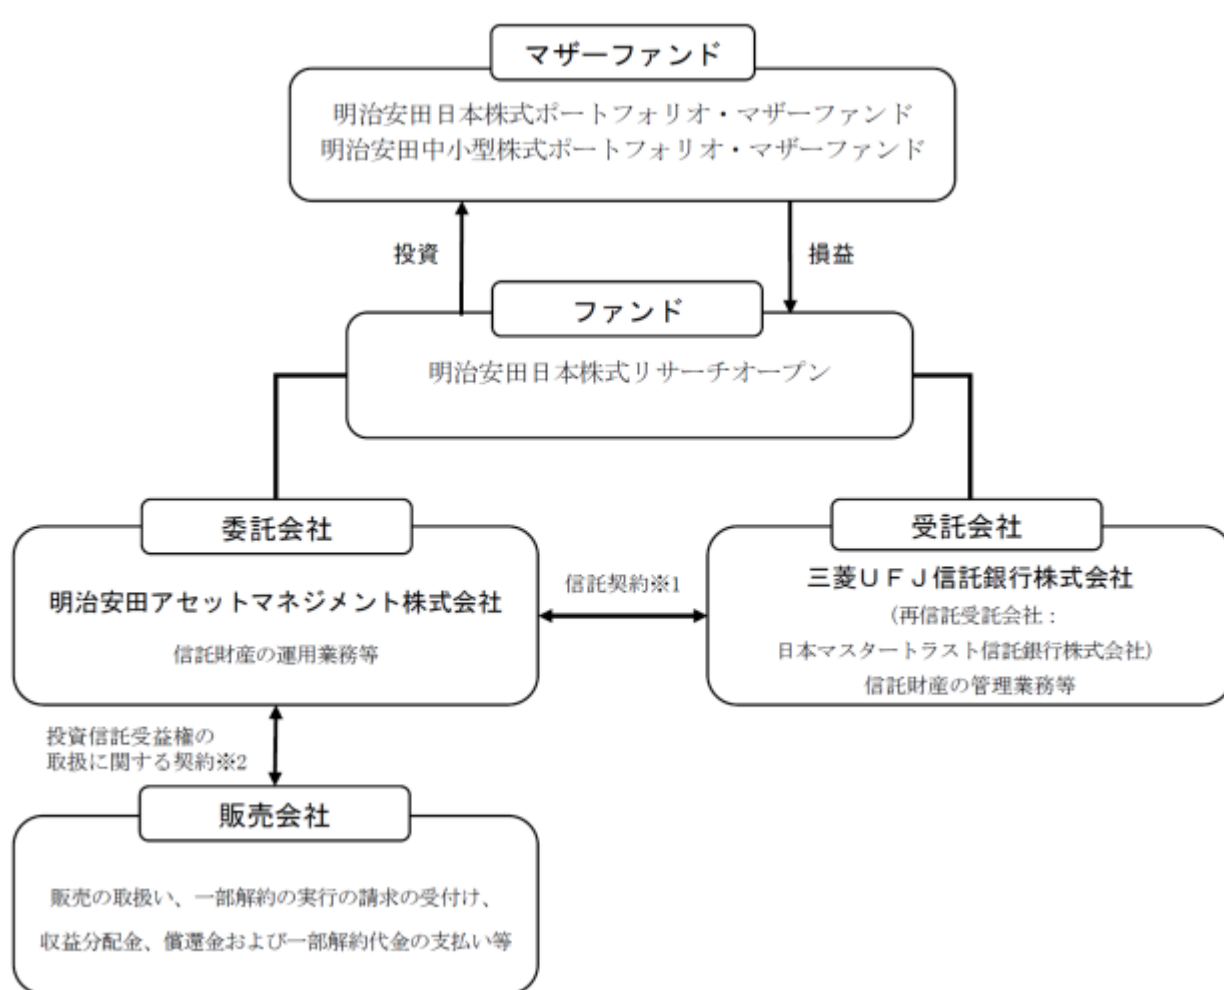 マザーファンド
明治安田日本株式ポートフォリオ・マザーファンド
明治安田中小型株式ポートフォリオ・マザーファンド
投資
損益
ファンド
明治安田日本株式リサーチオープン
委託会社
明治安田アセットマネジメント株式会社
信託財産の運用業務等
信託契約※1
受託会社
三菱ＵＦＪ信託銀行株式会社
（再信託受託会社：
日本マスタートラスト信託銀行株式会社）
信託財産の管理業務等
投資信託受益権の
取扱に関する契約※2
販売会社
販売の取扱い、一部解約の実行の請求の受付け、
収益分配金、償還金および一部解約代金の支払い等